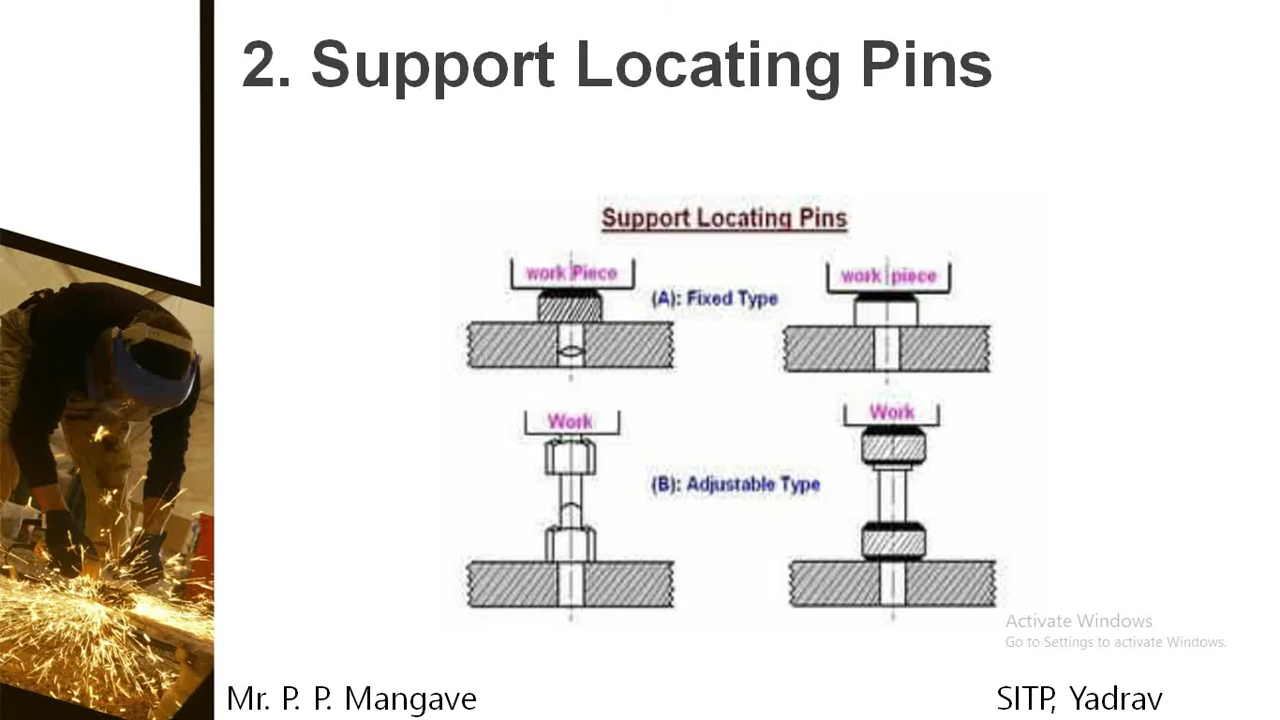 2. Support Locating Pins
Support Locating Pins
work Piece
work piece
(A): Fixed Type
Work
Work
(B): Adjustable Type
Activate Windows
Go to Settings to activate Windows.
Mr. P. P. Mangave
SITP, Yadrav